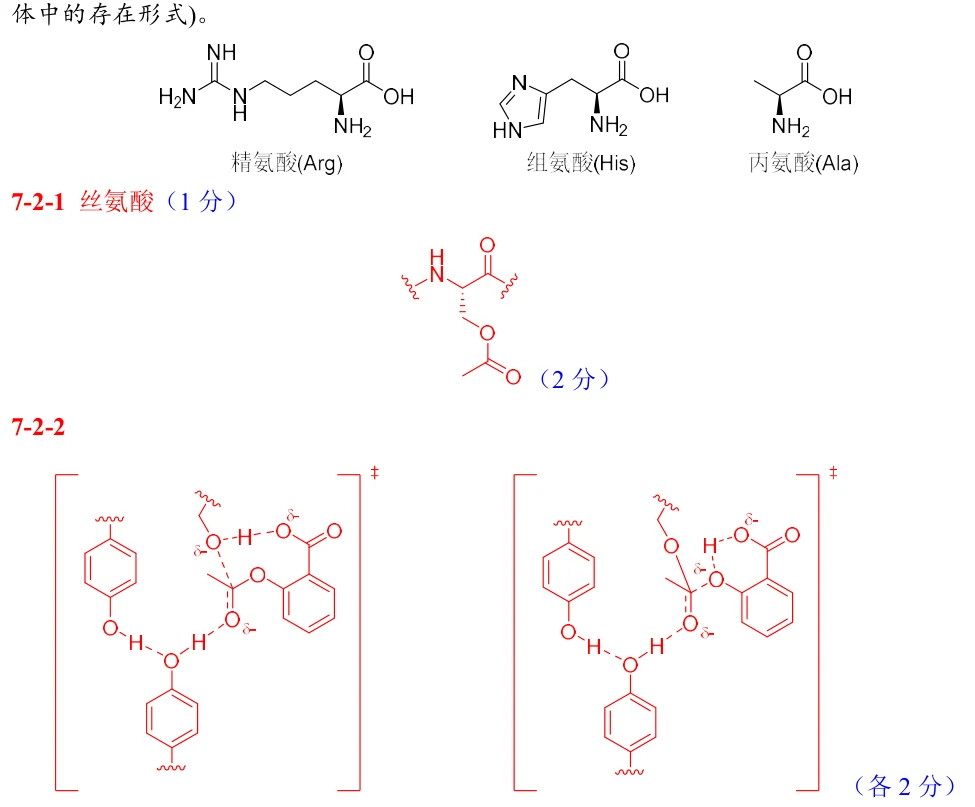 体中的存在形式)。
NH O
H₂N N H OH
NH₂
N O
HN OH
NH₂
O
OH
NH₂
精氨酸(Arg) 组氨酸(His) 丙氨酸(Ala)
7-2-1 丝氨酸（1 分）
H N O
O
O （2 分）
7-2-2
‡ ‡
δ- O H O δ- O
O
O δ-
O H H
O
O H O δ- O
δ- O
O δ-
O H H
O
（各 2 分）